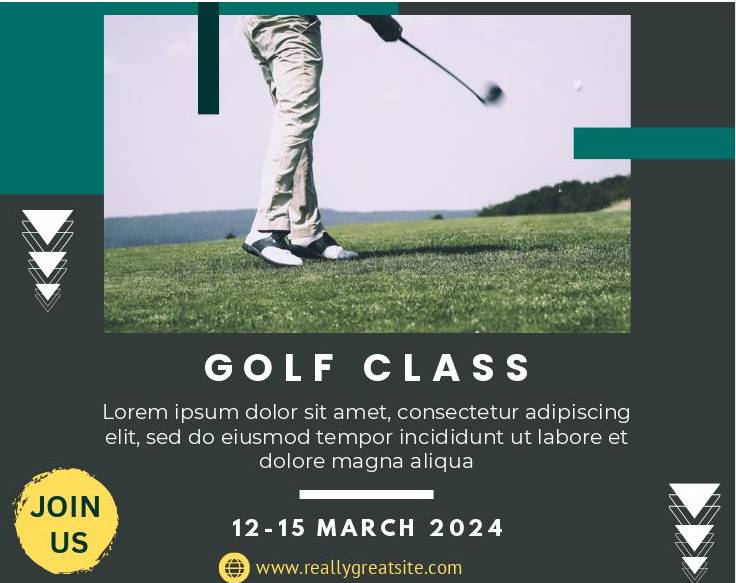 GOLF CLASS
Lorem ipsum dolor sit amet, consectetur adipiscing
elit, sed do eiusmod tempor incididunt ut labore et
dolore magna aliqua
JOIN
US
12-15 MARCH 2024
www.reallygreatsite.com